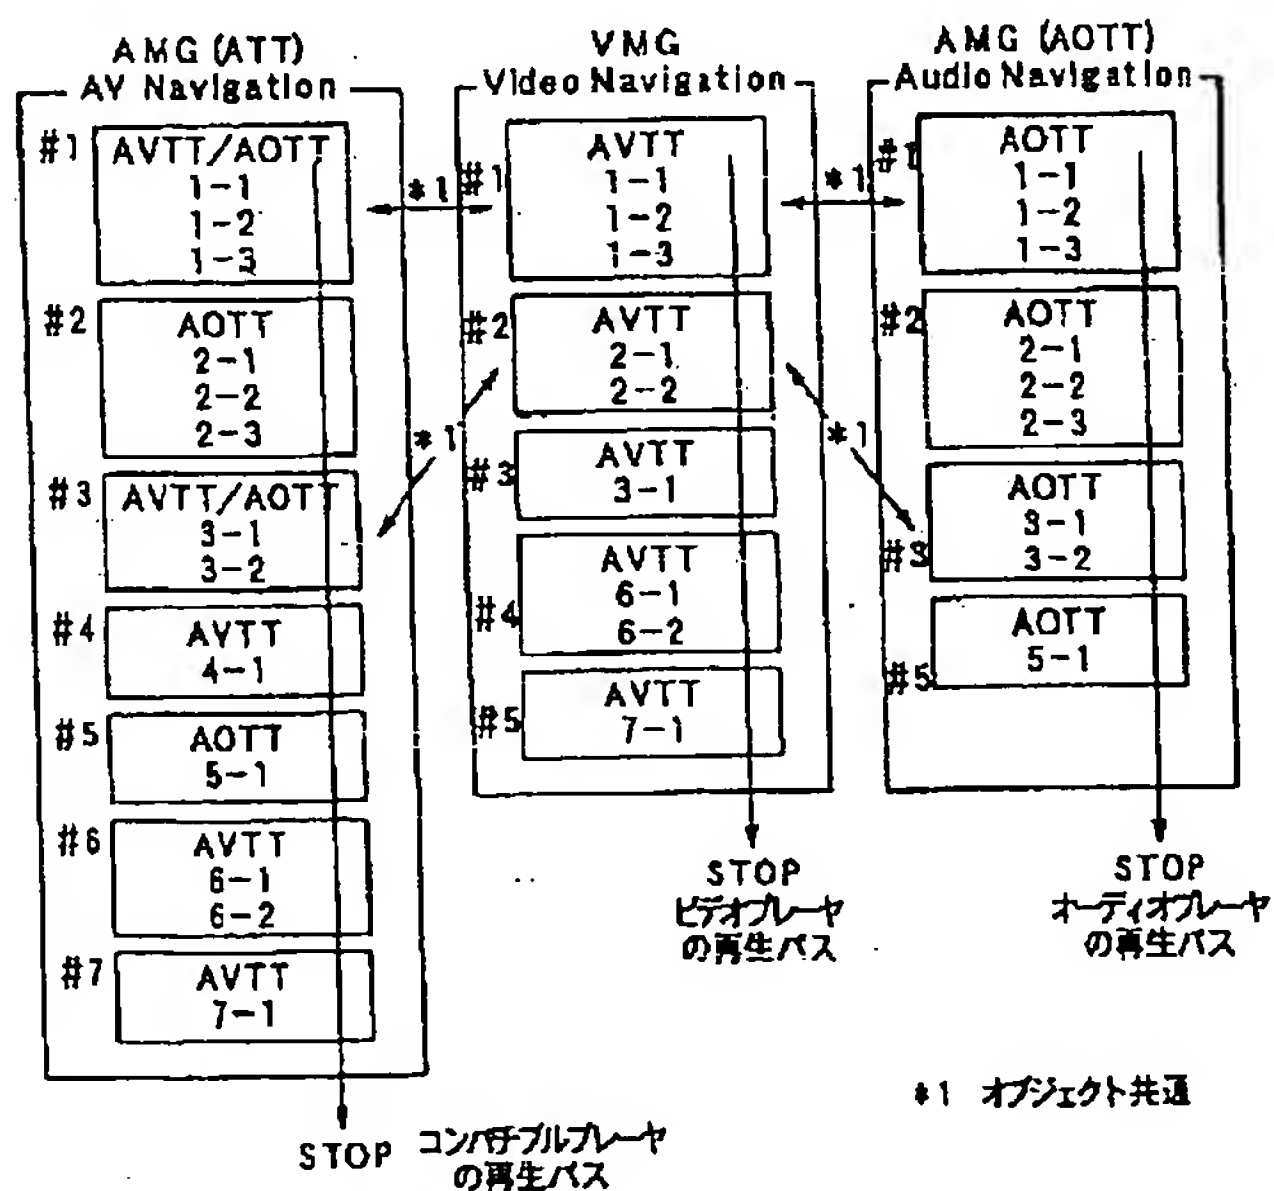 AMG (ATT)
AV Navigation
#1
AVTT/AOTT
1-1
1-2
1-3
#2
AOTT
2-1
2-2
2-3
#3
AVTT/AOTT
3-1
3-2
#4
AVTT
4-1
#5
AOTT
5-1
#6
AVTT
6-1
6-2
#7
AVTT
7-1
STOP
コンパチブルプレーヤ
の再生パス
*1
*1
VMG
Video Navigation
#1
AVTT
1-1
1-2
1-3
#2
AVTT
2-1
2-2
#3
AVTT
3-1
#4
AVTT
6-1
6-2
#5
AVTT
7-1
STOP
ビデオプレーヤ
の再生パス
*1
*1
AMG (AOTT)
Audio Navigation
#1
AOTT
1-1
1-2
1-3
#2
AOTT
2-1
2-2
2-3
#3
AOTT
3-1
3-2
#5
AOTT
5-1
STOP
オーディオプレーヤ
の再生パス
*1 オブジェクト共通